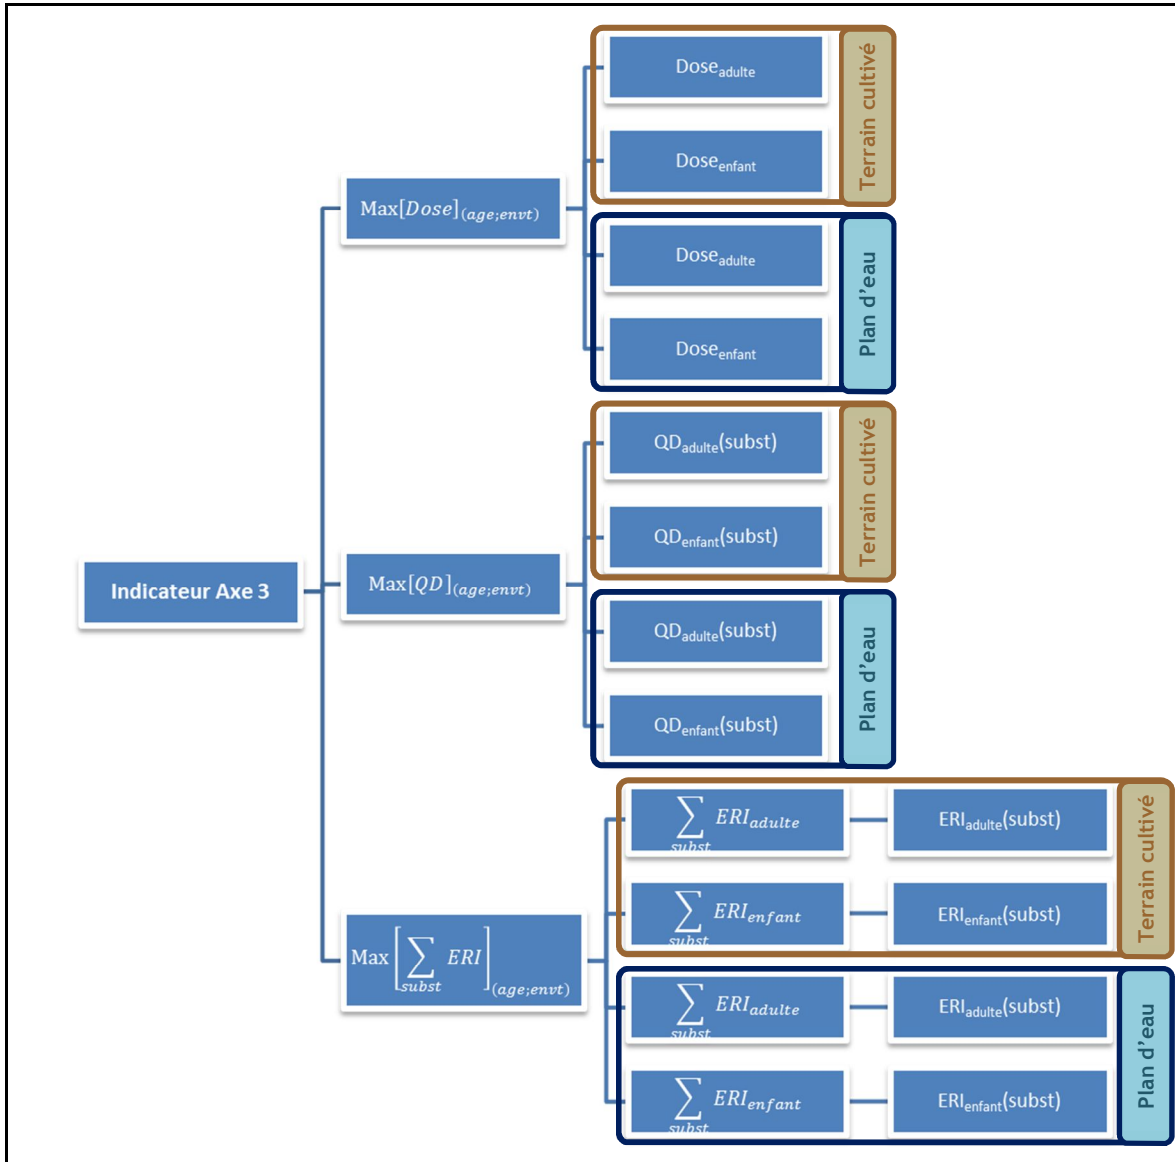 Indicateur Axe 3
Max[Dose](age;envt)
Doseadulte
Doseenfant
Terrain cultivé
Doseadulte
Doseenfant
Plan d'eau
Max[QD](age;envt)
QDadulte(subst)
QDenfant(subst)
Terrain cultivé
QDadulte(subst)
QDenfant(subst)
Plan d'eau
Max[∑subst ERI](age;envt)
∑subst ERIadulte
ERIadulte(subst)
∑subst ERIenfant
ERIenfant(subst)
Terrain cultivé
∑subst ERIadulte
ERIadulte(subst)
∑subst ERIenfant
ERIenfant(subst)
Plan d'eau